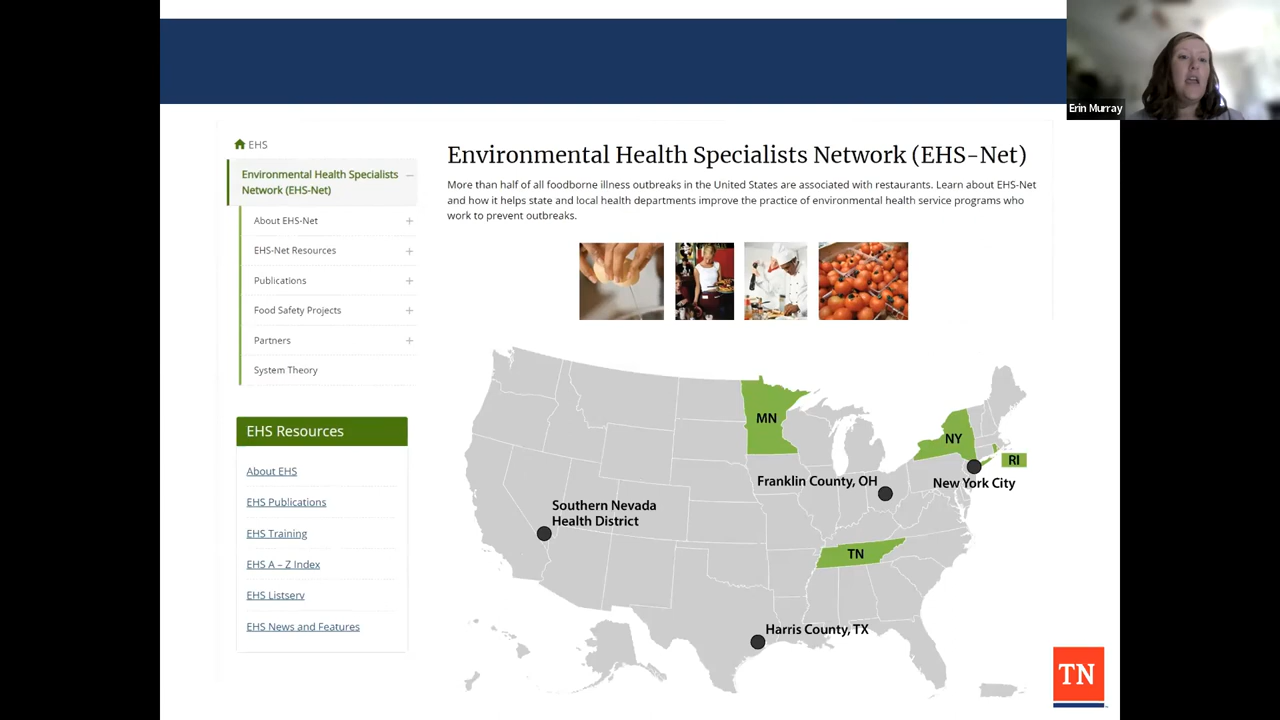 Erin Murray
EHS
Environmental Health Specialists
Network (EHS-Net)
About EHS-Net
EHS-Net Resources
Publications
Food Safety Projects
Partners
System Theory
EHS Resources
About EHS
EHS Publications
EHS Training
EHS A – Z Index
EHS Listserv
EHS News and Features
Environmental Health Specialists Network (EHS-Net)
More than half of all foodborne illness outbreaks in the United States are associated with restaurants. Learn about EHS-Net
and how it helps state and local health departments improve the practice of environmental health service programs who
work to prevent outbreaks.
MN
NY
RI
Franklin County, OH
New York City
Southern Nevada
Health District
TN
Harris County, TX
TN